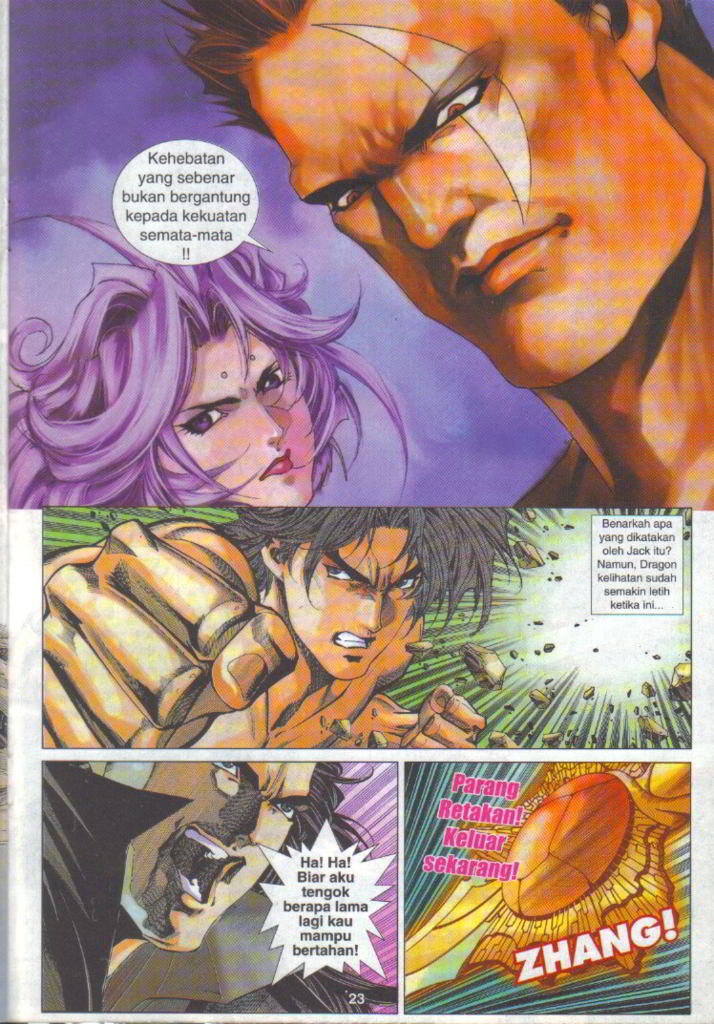 Kehebatan
yang sebenar
bukan bergantung
kepada kekuatan
semata-mata
!!
Benarkah apa
yang dikatakan
oleh Jack itu?
Namun, Dragon
kelihatan sudah
semakin letih
ketika ini...
Ha! Ha!
Biar aku
tengok
berapa lama
lagi kau
mampu
bertahan!
Parang
Retakan!
Keluar
sekarang!
ZHANG!
23